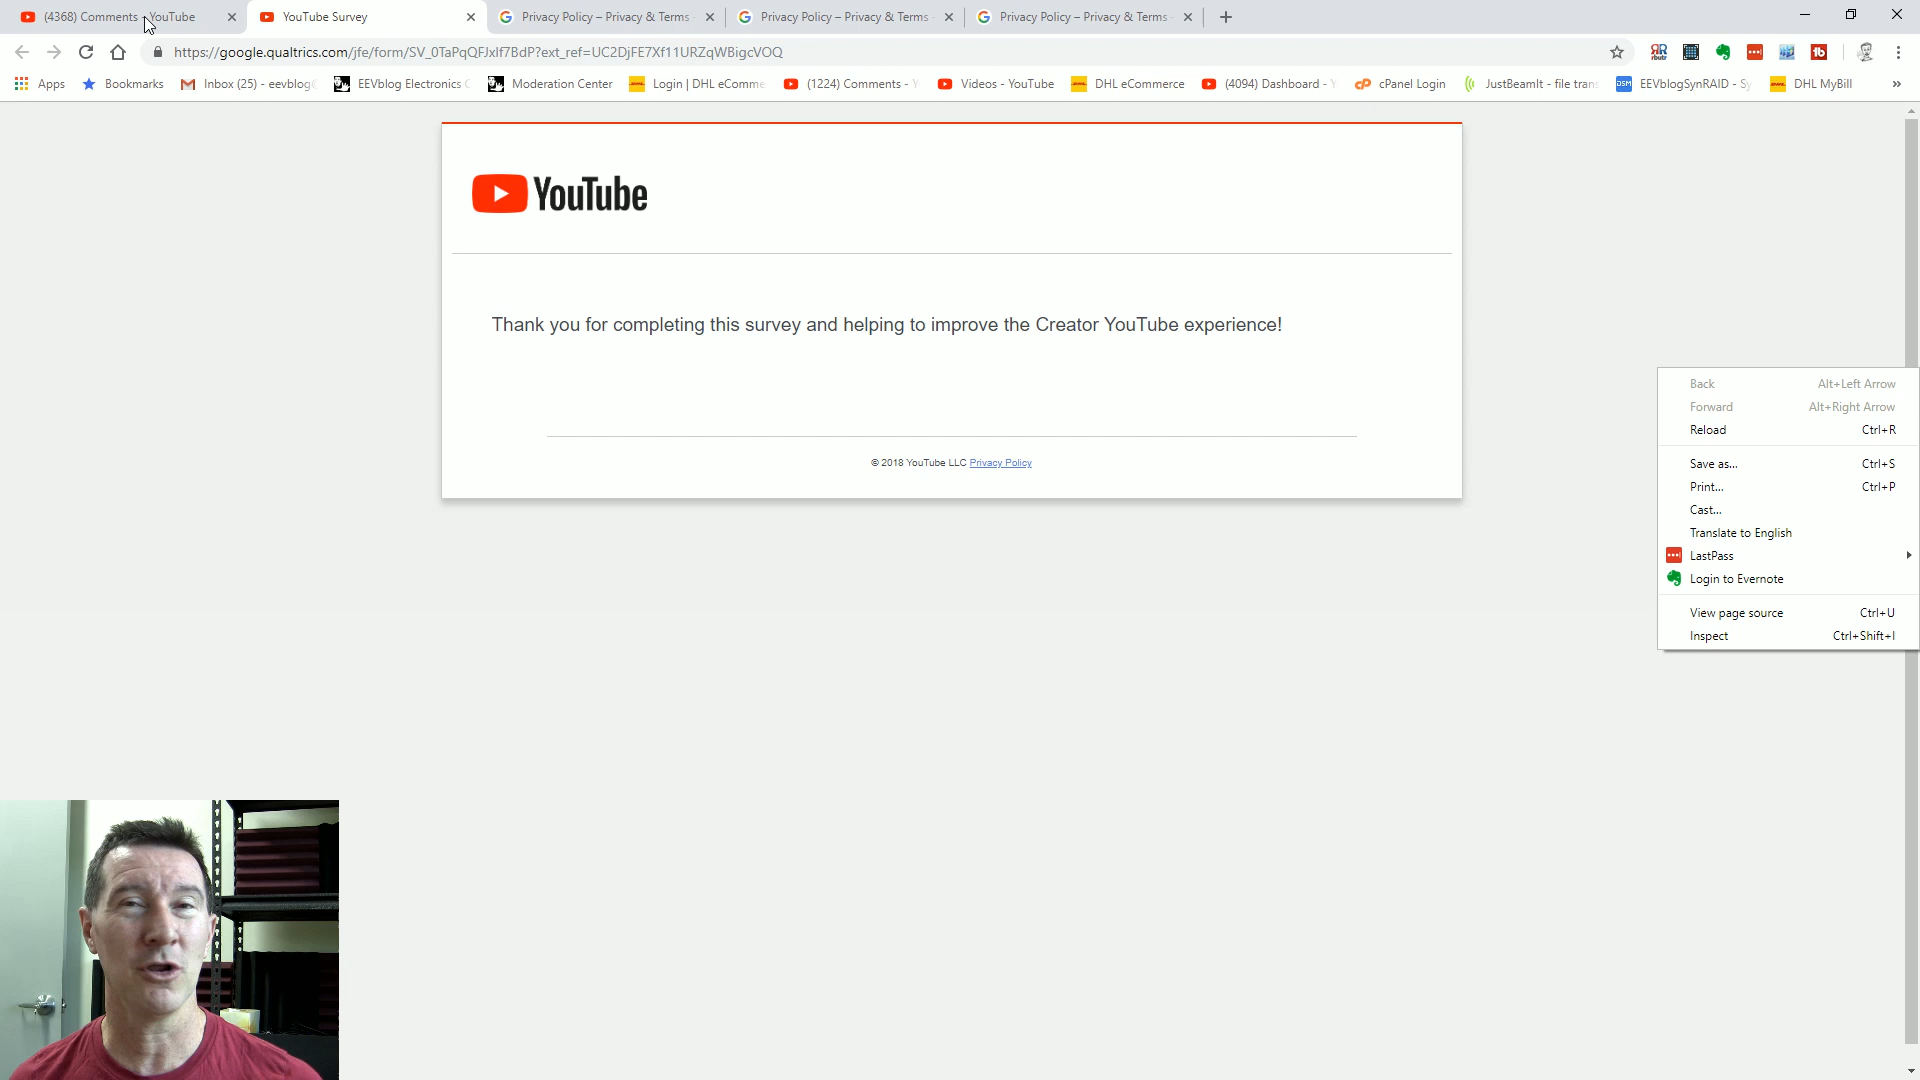 (4368) Comments - YouTube
YouTube Survey
Privacy Policy – Privacy & Terms
Privacy Policy – Privacy & Terms
Privacy Policy – Privacy & Terms
https://google.qualtrics.com/jfe/form/SV_0TaPqQFJxlf7BdP?ext_ref=UC2DjFE7Xf11URZqWBigcVOQ
Apps
Bookmarks
Inbox (25) - eevblog
EEVblog Electronics
Moderation Center
Login | DHL eComme
(1224) Comments -
Videos - YouTube
DHL eCommerce
(4094) Dashboard -
cPanel Login
JustBeamIt - file tran
EEVblogSynRAID - Sy
DHL MyBill
YouTube
Thank you for completing this survey and helping to improve the Creator YouTube experience!
© 2018 YouTube LLC Privacy Policy
Back Alt+Left Arrow
Forward Alt+Right Arrow
Reload Ctrl+R
Save as... Ctrl+S
Print... Ctrl+P
Cast...
Translate to English
LastPass
Login to Evernote
View page source Ctrl+U
Inspect Ctrl+Shift+I